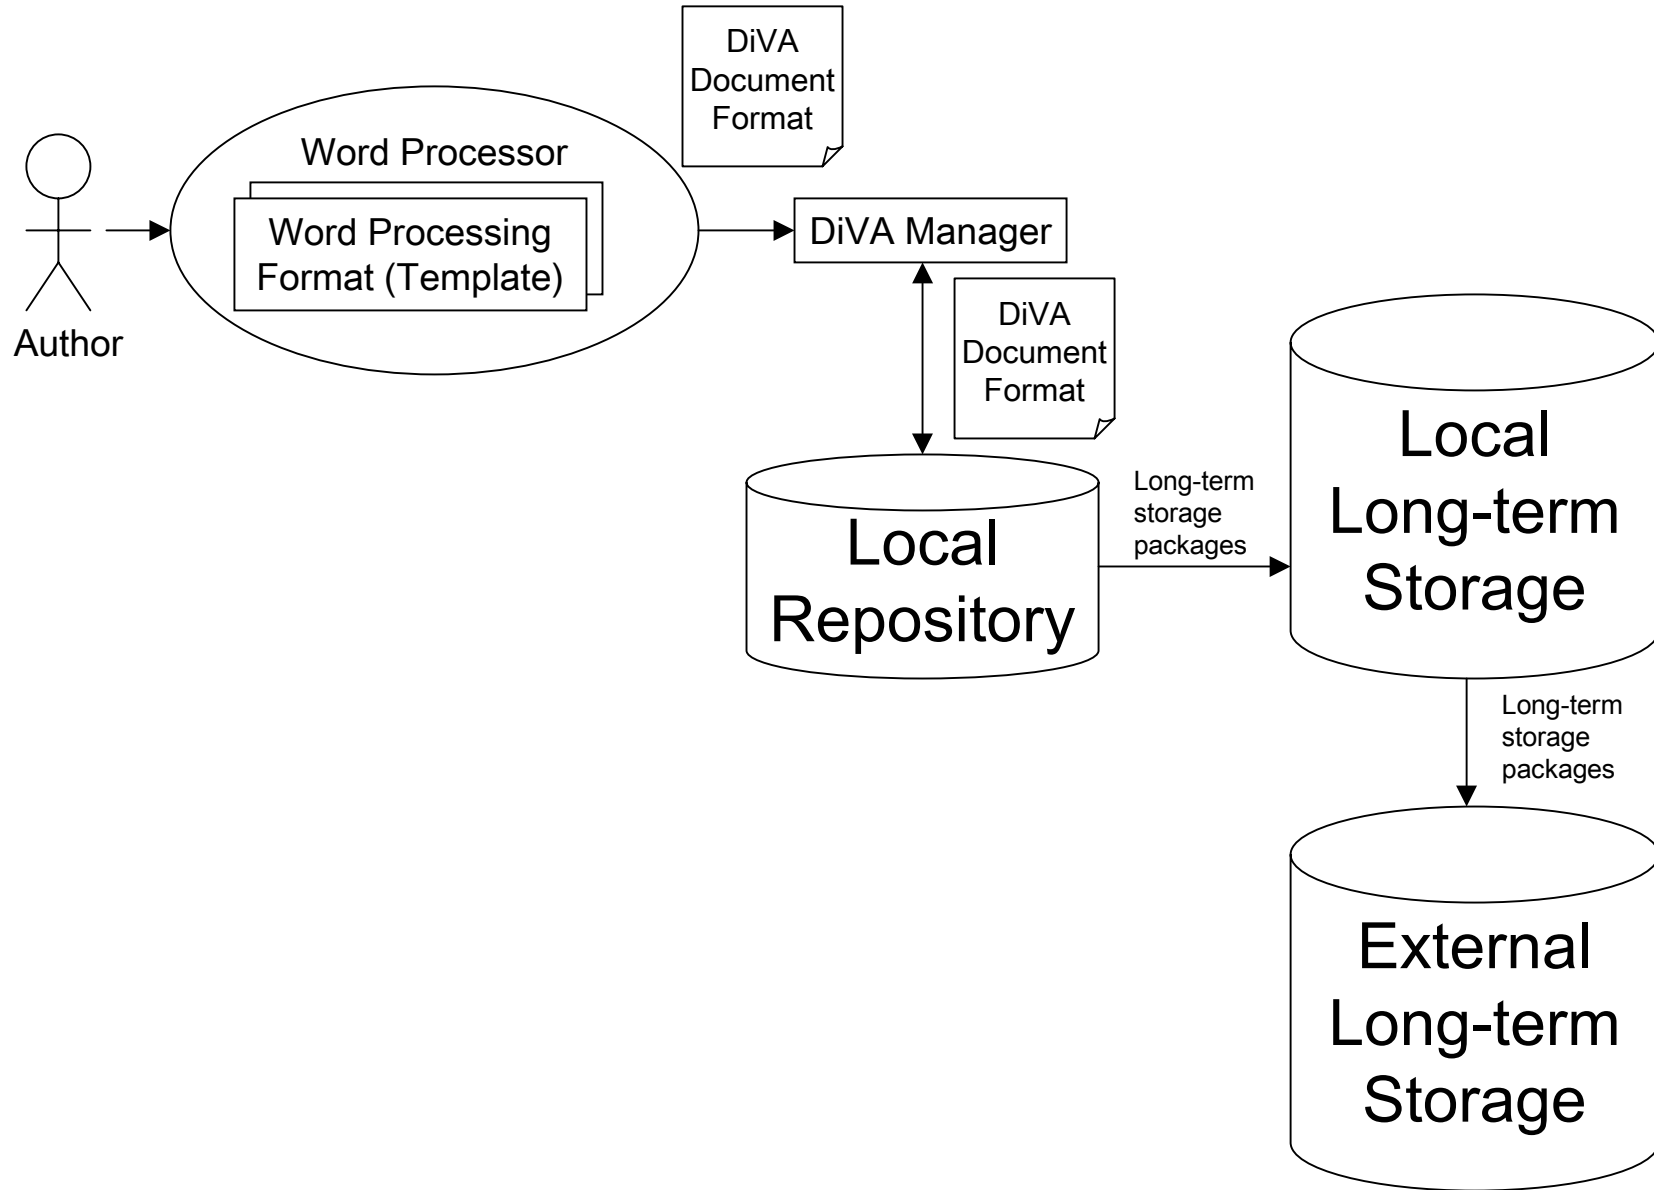 DiVA
Document
Format
Word Processor
Word Processing
Format (Template)
Author
DiVA Manager
DiVA
Document
Format
Local
Repository
Long-term
storage
packages
Local
Long-term
Storage
Long-term
storage
packages
External
Long-term
Storage